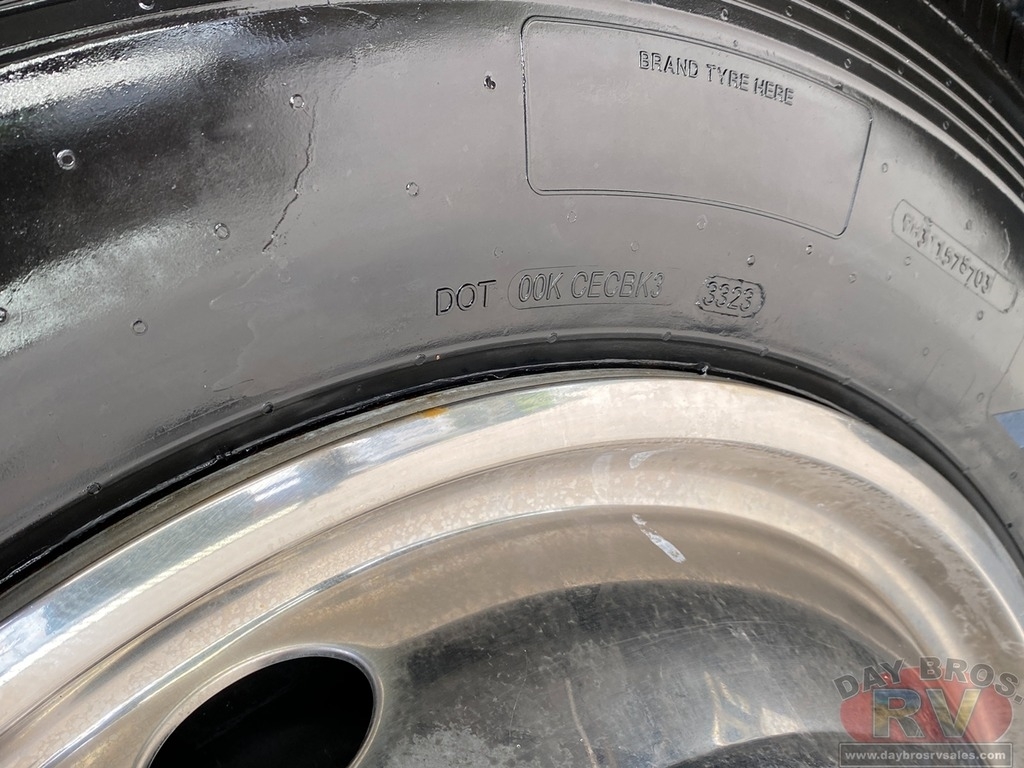 BRAND TYRE HERE
DOT 00K CECBK3 3323
DAY BROS.
RV
www.daybrosrvsales.com